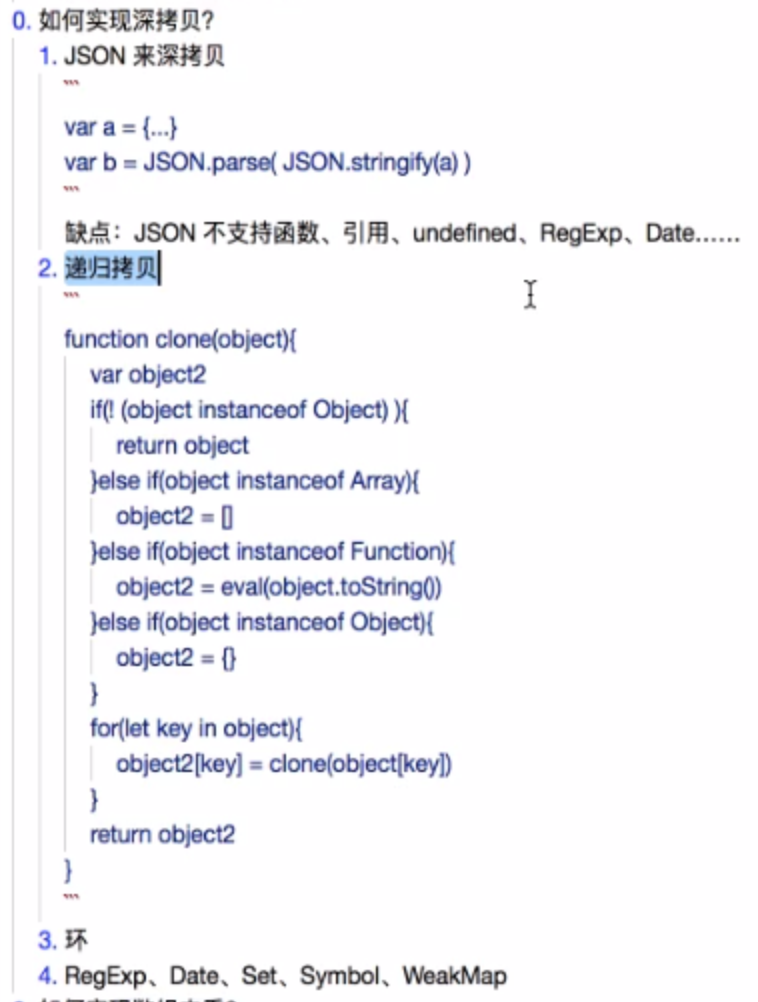 0. 如何实现深拷贝?
1. JSON 来深拷贝
```
var a = {...}
var b = JSON.parse( JSON.stringify(a) )
```
缺点：JSON 不支持函数、引用、undefined、RegExp、Date……
2. 递归拷贝
```
function clone(object){
var object2
if(! (object instanceof Object) ){
return object
}else if(object instanceof Array){
object2 = []
}else if(object instanceof Function){
object2 = eval(object.toString())
}else if(object instanceof Object){
object2 = {}
}
for(let key in object){
object2[key] = clone(object[key])
}
return object2
}
```
3. 环
4. RegExp、Date、Set、Symbol、WeakMap